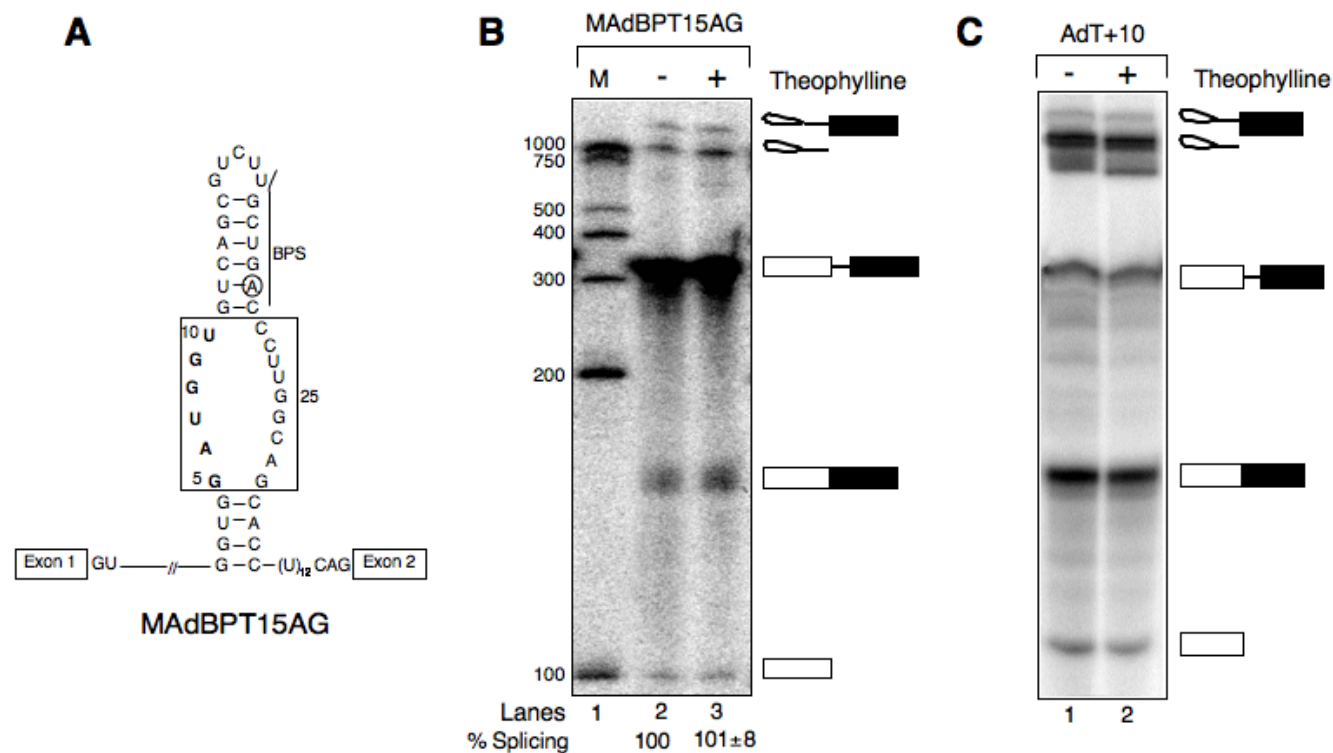 A
U C U
G U
C–G
G–C
A–U
C–G
U–A
G–C
BPS
10 U
G
G
U
A
5 G
C
C
U
U
G
G
C
A
G
25
G–C
U–A
G–C
Exon 1 GU // G–C–(U)12 CAG Exon 2
MAdBPT15AG
B
MAdBPT15AG
M - + Theophylline
1000
750
500
400
300
200
100
Lanes 1 2 3
% Splicing 100 101±8
C
AdT+10
- + Theophylline
1 2